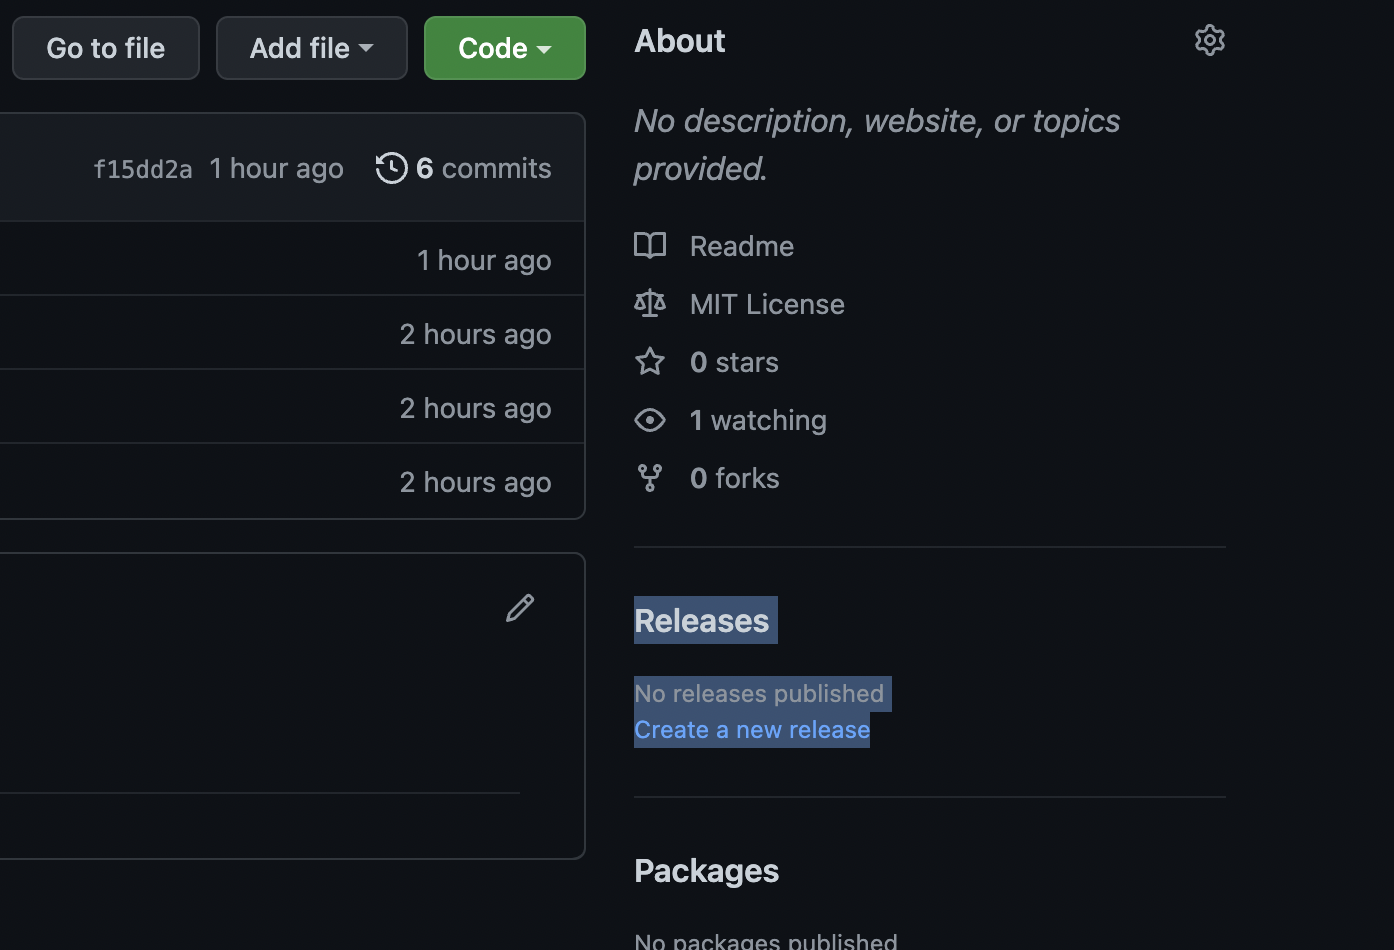 Go to file
Add file
Code
f15dd2a 1 hour ago 6 commits
1 hour ago
2 hours ago
2 hours ago
2 hours ago
About
No description, website, or topics
provided.
Readme
MIT License
0 stars
1 watching
0 forks
Releases
No releases published
Create a new release
Packages
No packages published